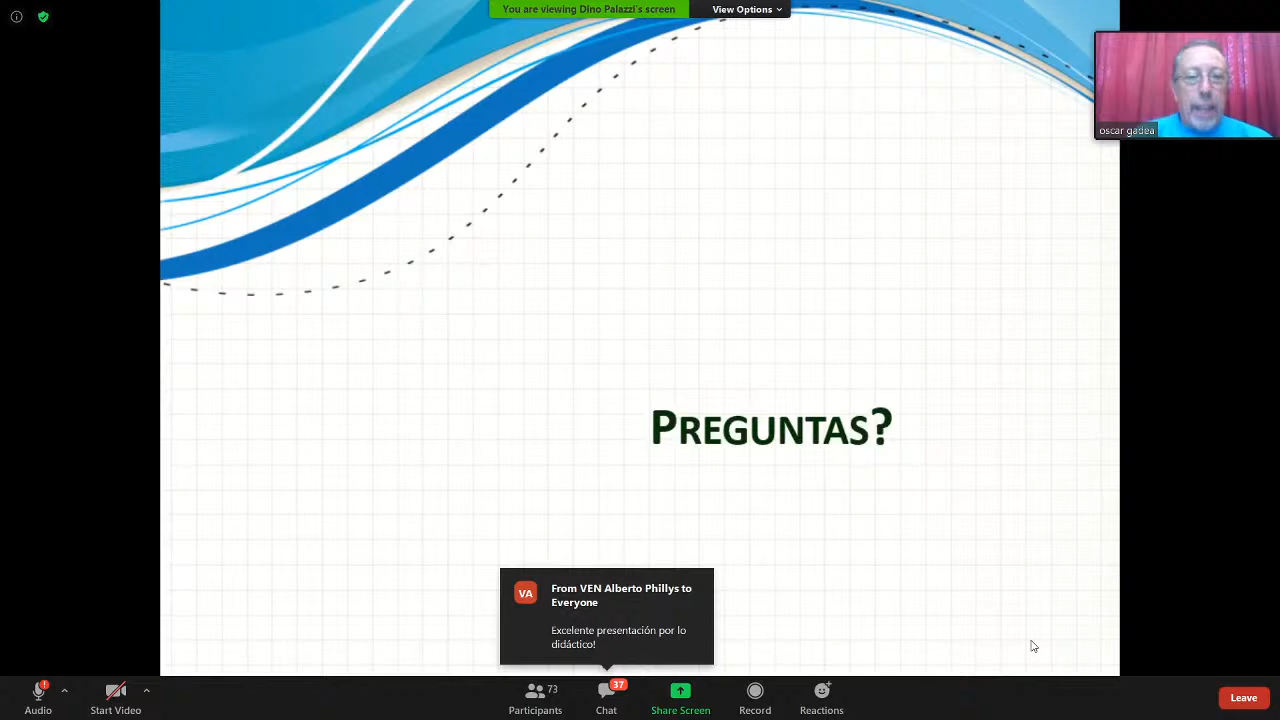 You are viewing Dino Palazzi's screen
View Options
oscar gadea
PREGUNTAS?
VA
From VEN Alberto Phillys to
Everyone
Excelente presentación por lo
didáctico!
Audio
Start Video
73
Participants
37
Chat
Share Screen
Record
Reactions
Leave